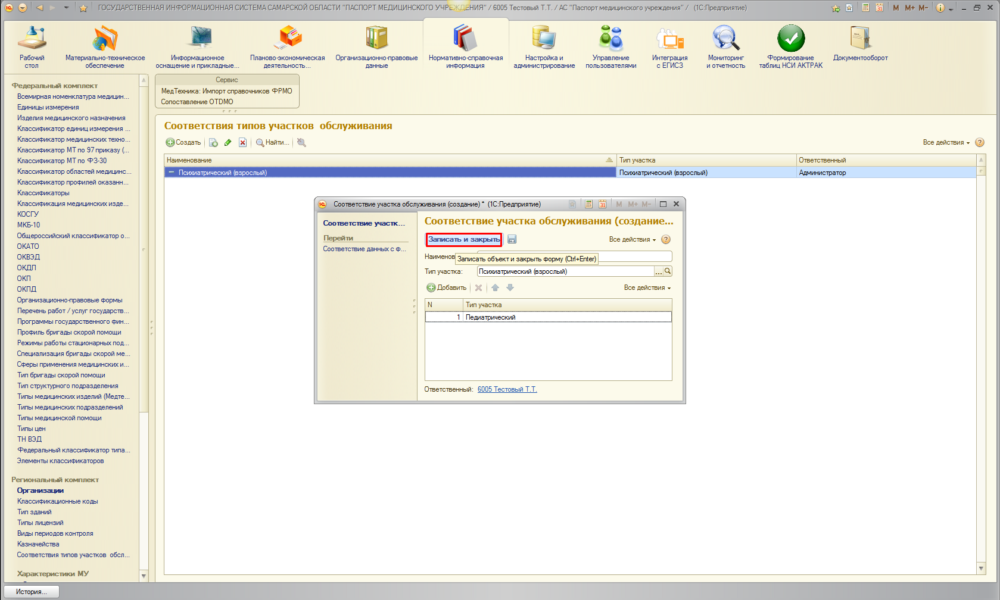 ГОСУДАРСТВЕННАЯ ИНФОРМАЦИОННАЯ СИСТЕМА САМАРСКОЙ ОБЛАСТИ "ПАСПОРТ МЕДИЦИНСКОГО УЧРЕЖДЕНИЯ" / 6005 Тестовый Т.Т. / АС "Паспорт медицинского учреждения" / (1С:Предприятие)
M M+ M-
Рабочий стол
Материально-техническое обеспечение
Информационное оснащение и прикладные...
Планово-экономическая деятельность...
Организационно-правовые данные
Нормативно-справочная информация
Настройка и администрирование
Управление пользователями
Интеграция с ЕГИСЗ
Мониторинг и отчетность
Формирование таблиц НСИ АКТРАК
Документооборот
Федеральный комплект
Всемирная номенклатура медицин...
Единицы измерения
Изделия медицинского назначения
Классификатор единиц измерения ...
Классификатор медицинских техно...
Классификатор МТ по 97 приказу (...
Классификатор МТ по ФЗ-30
Классификатор областей медицинс...
Классификатор профилей оказанн...
Классификаторы
Классификация медицинских изде...
КОСГУ
МКБ-10
Общероссийский классификатор о...
ОКАТО
ОКВЭД
ОКДП
ОКП
ОКПД
Организационно-правовые формы
Перечень работ / услуг государств...
Программы государственного фин...
Профиль бригады скорой помощи
Режимы работы стационарных под...
Специализация бригады скорой ме...
Сферы применения медицинских и...
Тип бригады скорой помощи
Тип структурного подразделения
Типы медицинских изделий (Медте...
Типы медицинских подразделений
Типы медицинской помощи
Типы цен
ТН ВЭД
Федеральный классификатор типа...
Элементы классификаторов
Региональный комплект
Организации
Классификационные коды
Тип зданий
Типы лицензий
Виды периодов контроля
Казначейства
Соответствия типов участков обсл...
Характеристики МУ
История...
Сервис
МедТехника: Импорт справочников ФРМО
Сопоставление OTDMO
Соответствия типов участков обслуживания
Создать Найти... Все действия
Наименование Тип участка Ответственный
Психиатрический (взрослый) Психиатрический (взрослый) Администратор
Соответствие участка обслуживания (создание) * (1С:Предприятие)
M M+ M-
Соответствие участк...
Перейти
Соответствие данных с ф...
Соответствие участка обслуживания (создание...
Записать и закрыть Все действия
Наименов
Записать объект и закрыть форму (Ctrl+Enter)
Тип участка: Психиатрический (взрослый)
Добавить Все действия
N Тип участка
1 Педиатрический
Ответственный: 6005 Тестовый Т.Т.